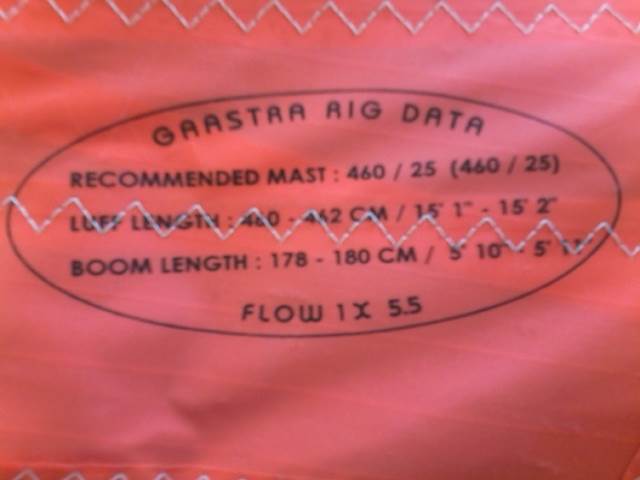 GAASTRA RIG DATA
RECOMMENDED MAST : 460 / 25 (460 / 25)
LUFF LENGTH : 460 - 462 CM / 15' 1" - 15' 2"
BOOM LENGTH : 178 - 180 CM / 5' 10" - 5' 11"
FLOW 1X 5.5